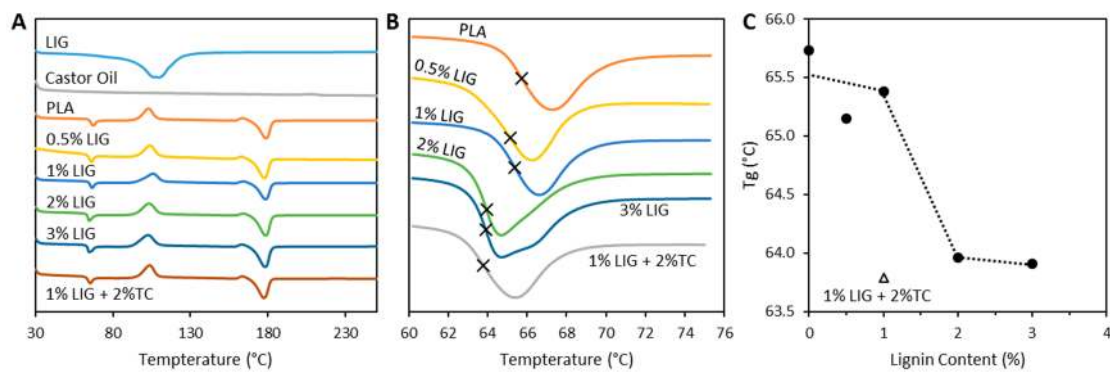 A
LIG
Castor Oil
PLA
0.5% LIG
1% LIG
2% LIG
3% LIG
1% LIG + 2%TC
30 80 130 180 230
Tempterature (°C)
B
PLA
0.5% LIG
1% LIG
2% LIG
3% LIG
1% LIG + 2%TC
60 62 64 66 68 70 72 74 76
Tempterature (°C)
C
66.0
65.5
65.0
64.5
64.0
63.5
Tg (°C)
1% LIG + 2%TC
0 1 2 3 4
Lignin Content (%)